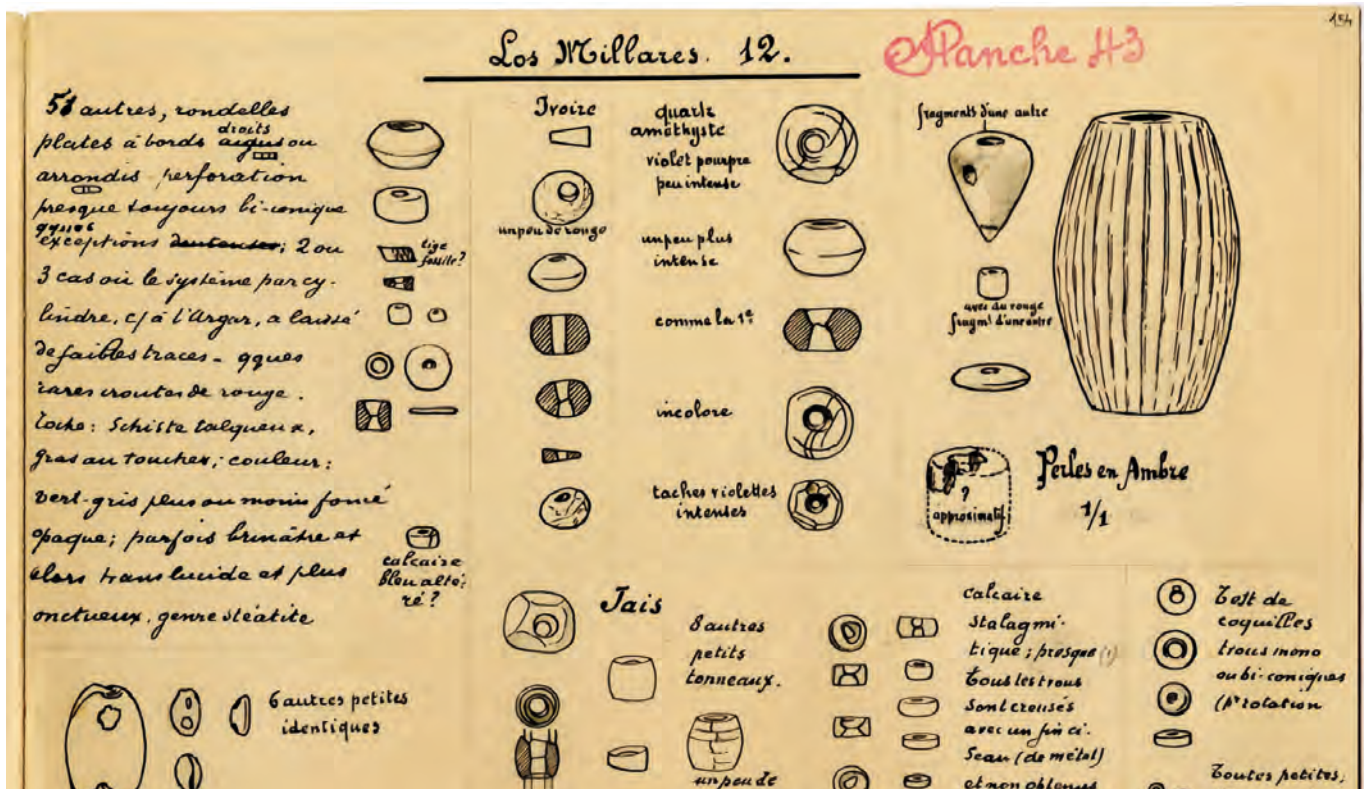 154
Los Millares. 12.
Planche 43
51 autres, rondelles
plates à bords droits aigus ou
arrondis perforation
presque toujours bi-conique
qques
exceptions ; 2 ou
3 cas où le système par cy-
lindre, c/ à l'Argar, a laissé
de faibles traces - qques
rares croutes de rouge.
roche: Schiste talqueux,
gras au toucher; couleur:
vert-gris plus ou moins foncé
opaque; parfois brunâtre et
alors translucide et plus
onctueux, genre stéatite
tige
fossile?
calcaire
bleu alté-
ré?
6 autres petites
identiques
Ivoire
un peu de rouge
quartz
améthyste
violet pourpre
peu intense
un peu plus
intense
comme la 1e
incolore
taches violettes
intenses
fragments d'une autre
avec du rouge
fragmt d'une autre
?
approximatif
Perles en Ambre
1/1
Jais
8 autres
petits
tonneaux.
un peu de
calcaire
stalagmi-
tique; presque (1)
tous les trous
sont creusés
avec un fin ci-
seau (de métal)
et non obtenus
Test de
coquilles
trous mono
ou bi-coniques
(pr rotation
Toutes petites,